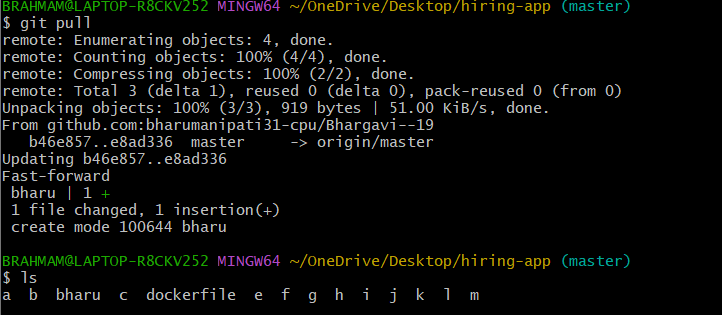 BRAHMAM@LAPTOP-R8CKV252 MINGW64 ~/OneDrive/Desktop/hiring-app (master)
$ git pull
remote: Enumerating objects: 4, done.
remote: Counting objects: 100% (4/4), done.
remote: Compressing objects: 100% (2/2), done.
remote: Total 3 (delta 1), reused 0 (delta 0), pack-reused 0 (from 0)
Unpacking objects: 100% (3/3), 919 bytes | 51.00 KiB/s, done.
From github.com:bharumanipati31-cpu/Bhargavi--19
   b46e857..e8ad336  master     -> origin/master
Updating b46e857..e8ad336
Fast-forward
 bharu | 1 +
 1 file changed, 1 insertion(+)
 create mode 100644 bharu
BRAHMAM@LAPTOP-R8CKV252 MINGW64 ~/OneDrive/Desktop/hiring-app (master)
$ ls
a  b  bharu  c  dockerfile  e  f  g  h  i  j  k  l  m